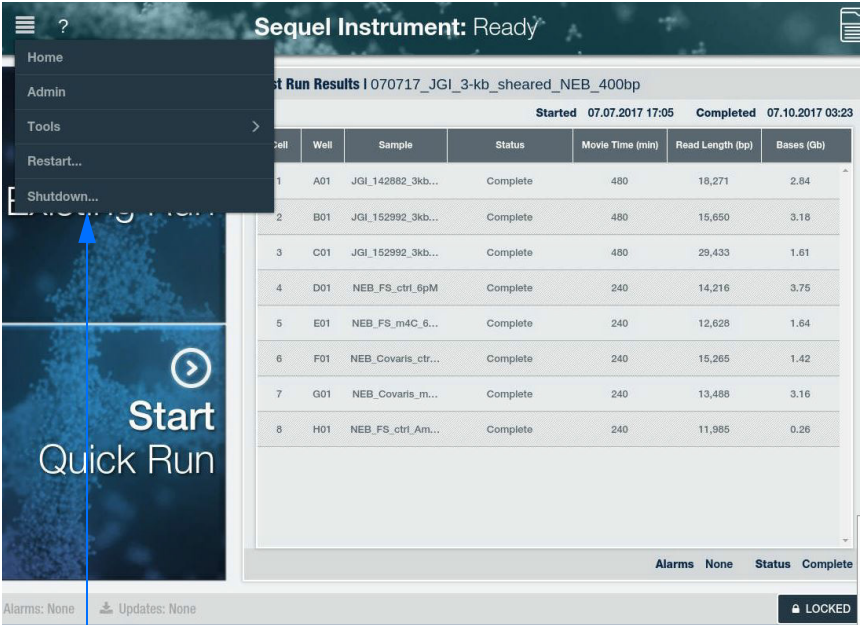 ? Sequel Instrument: Ready
Home
Admin
Tools
Restart...
Shutdown...
Existing Run
Start
Quick Run
st Run Results I 070717_JGI_3-kb_sheared_NEB_400bp
Started 07.07.2017 17:05 Completed 07.10.2017 03:23
Cell Well Sample Status Movie Time (min) Read Length (bp) Bases (Gb)
1 A01 JGI_142882_3kb... Complete 480 18,271 2.84
2 B01 JGI_152992_3kb... Complete 480 15,650 3.18
3 C01 JGI_152992_3kb... Complete 480 29,433 1.61
4 D01 NEB_FS_ctrl_6pM Complete 240 14,216 3.75
5 E01 NEB_FS_m4C_6... Complete 240 12,628 1.64
6 F01 NEB_Covaris_ctr... Complete 240 15,265 1.42
7 G01 NEB_Covaris_m... Complete 240 13,488 3.16
8 H01 NEB_FS_ctrl_Am... Complete 240 11,985 0.26
Alarms None Status Complete
Alarms: None Updates: None LOCKED